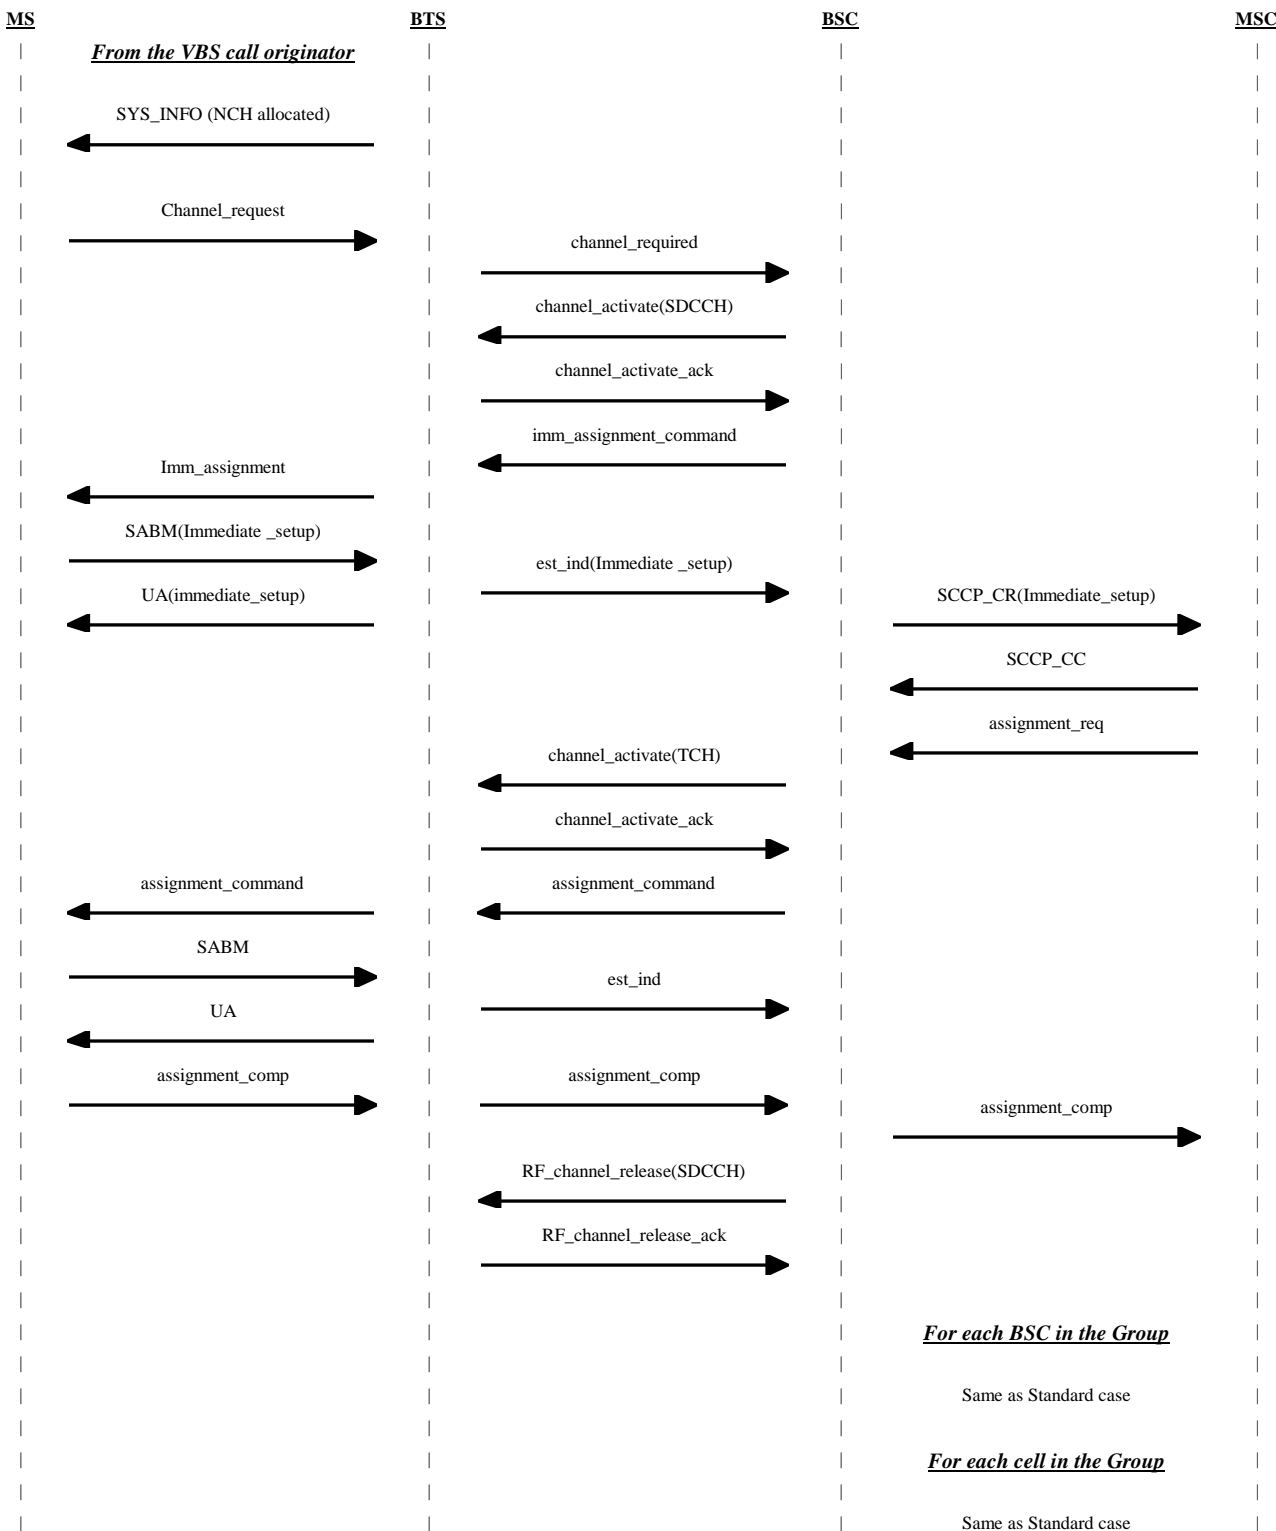 MS BTS BSC MSC
From the VBS call originator
SYS_INFO (NCH allocated)
Channel_request
channel_required
channel_activate(SDCCH)
channel_activate_ack
imm_assignment_command
Imm_assignment
SABM(Immediate _setup)
est_ind(Immediate _setup)
UA(immediate_setup) SCCP_CR(Immediate_setup)
SCCP_CC
assignment_req
channel_activate(TCH)
channel_activate_ack
assignment_command assignment_command
SABM
est_ind
UA
assignment_comp assignment_comp
assignment_comp
RF_channel_release(SDCCH)
RF_channel_release_ack
For each BSC in the Group
Same as Standard case
For each cell in the Group
Same as Standard case